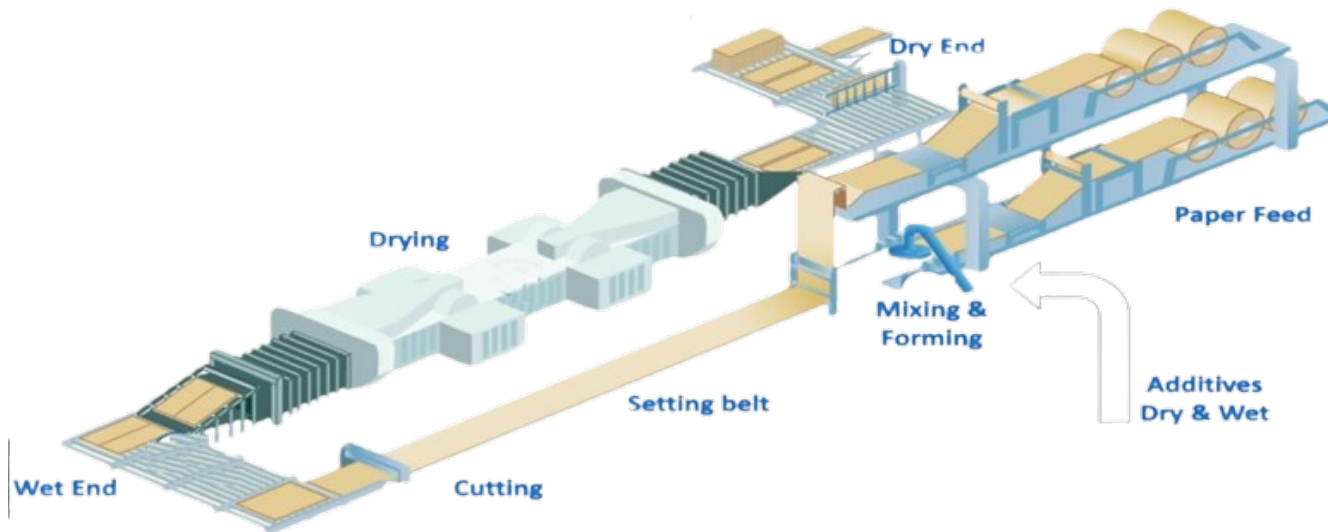 Dry End
Paper Feed
Drying
Mixing &
Forming
Additives
Dry & Wet
Setting belt
Wet End
Cutting